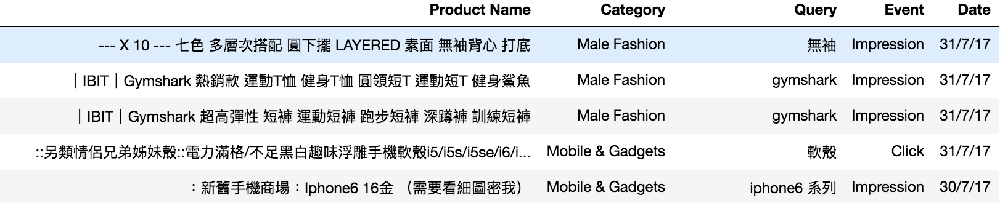 Product Name Category Query Event Date
--- X 10 --- 七色 多層次搭配 圓下擺 LAYERED 素面 無袖背心 打底 Male Fashion 無袖 Impression 31/7/17
｜IBIT｜Gymshark 熱銷款 運動T恤 健身T恤 圓領短T 運動短T 健身鯊魚 Male Fashion gymshark Impression 31/7/17
｜IBIT｜Gymshark 超高彈性 短褲 運動短褲 跑步短褲 深蹲褲 訓練短褲 Male Fashion gymshark Impression 31/7/17
::另類情侶兄弟姊妹殼::電力滿格/不足黑白趣味浮雕手機軟殼i5/i5s/i5se/i6/i... Mobile & Gadgets 軟殼 Click 31/7/17
：新舊手機商場：Iphone6 16金 （需要看細圖密我） Mobile & Gadgets iphone6 系列 Impression 30/7/17